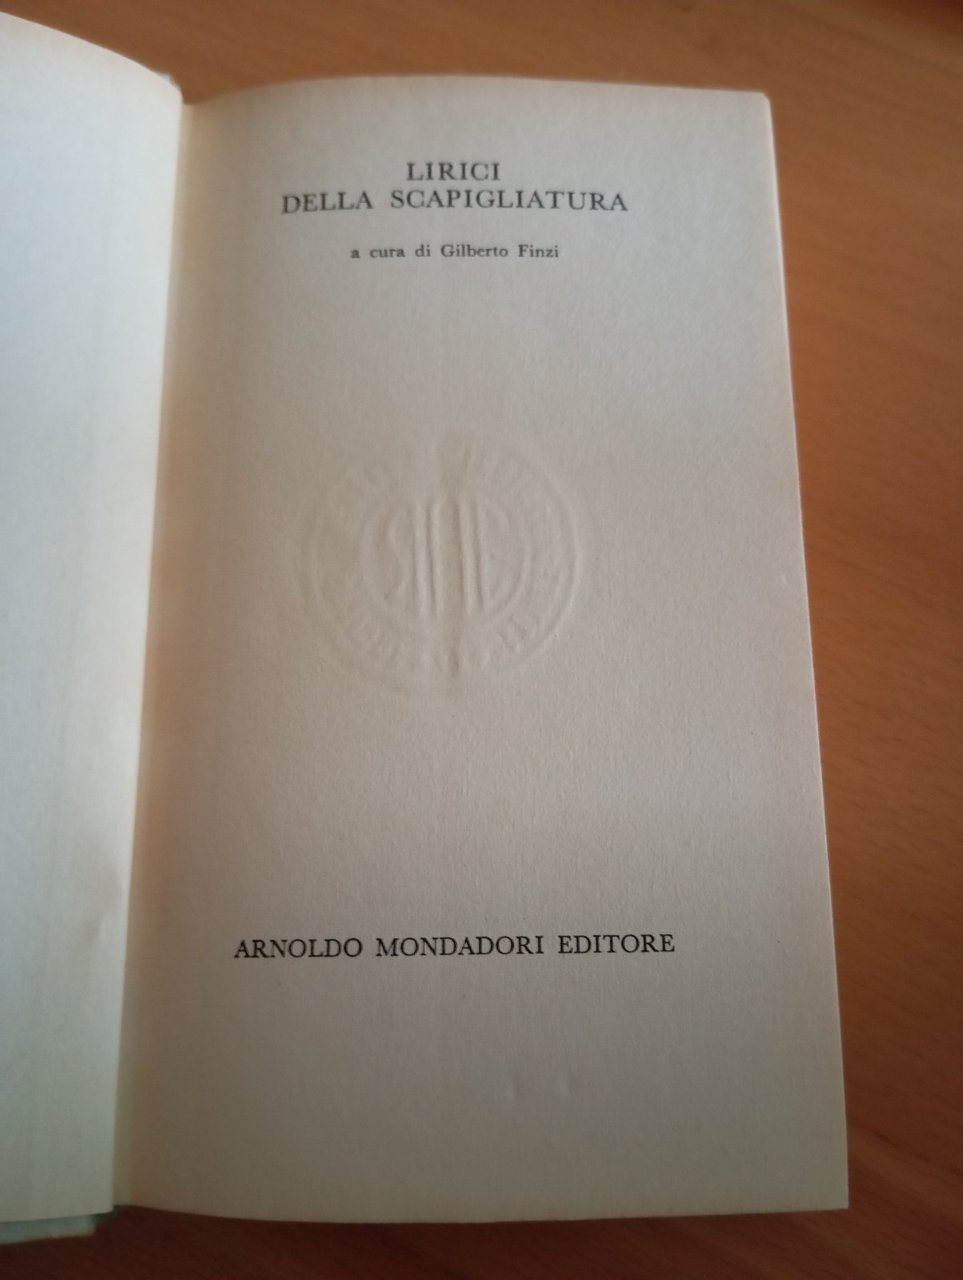 LIRICI
DELLA SCAPIGLIATURA
a cura di Gilberto Finzi
ARNOLDO MONDADORI EDITORE